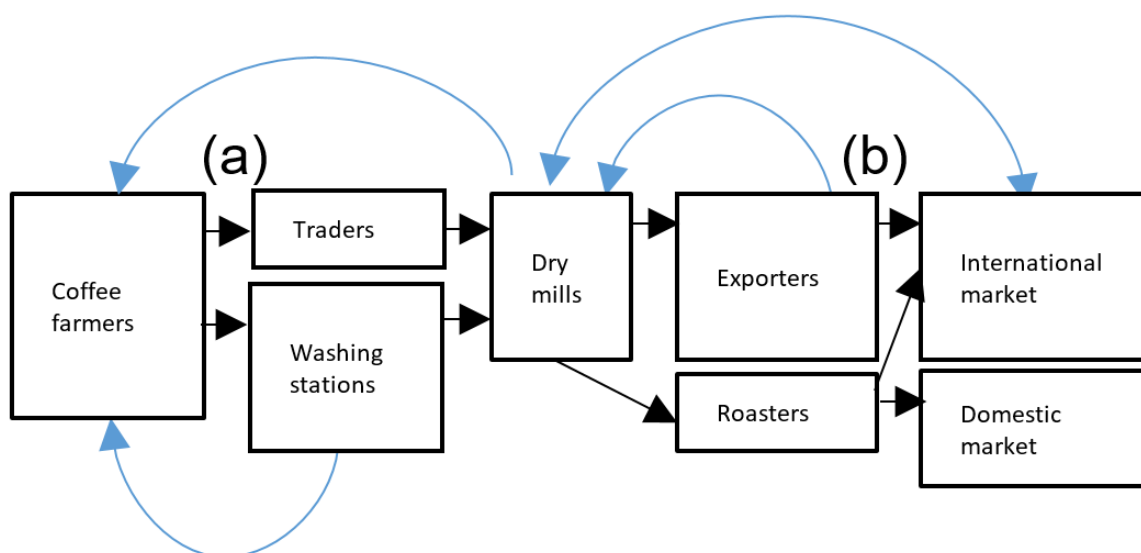 (a)
(b)
Coffee
farmers
Traders
Washing
stations
Dry
mills
Exporters
Roasters
International
market
Domestic
market